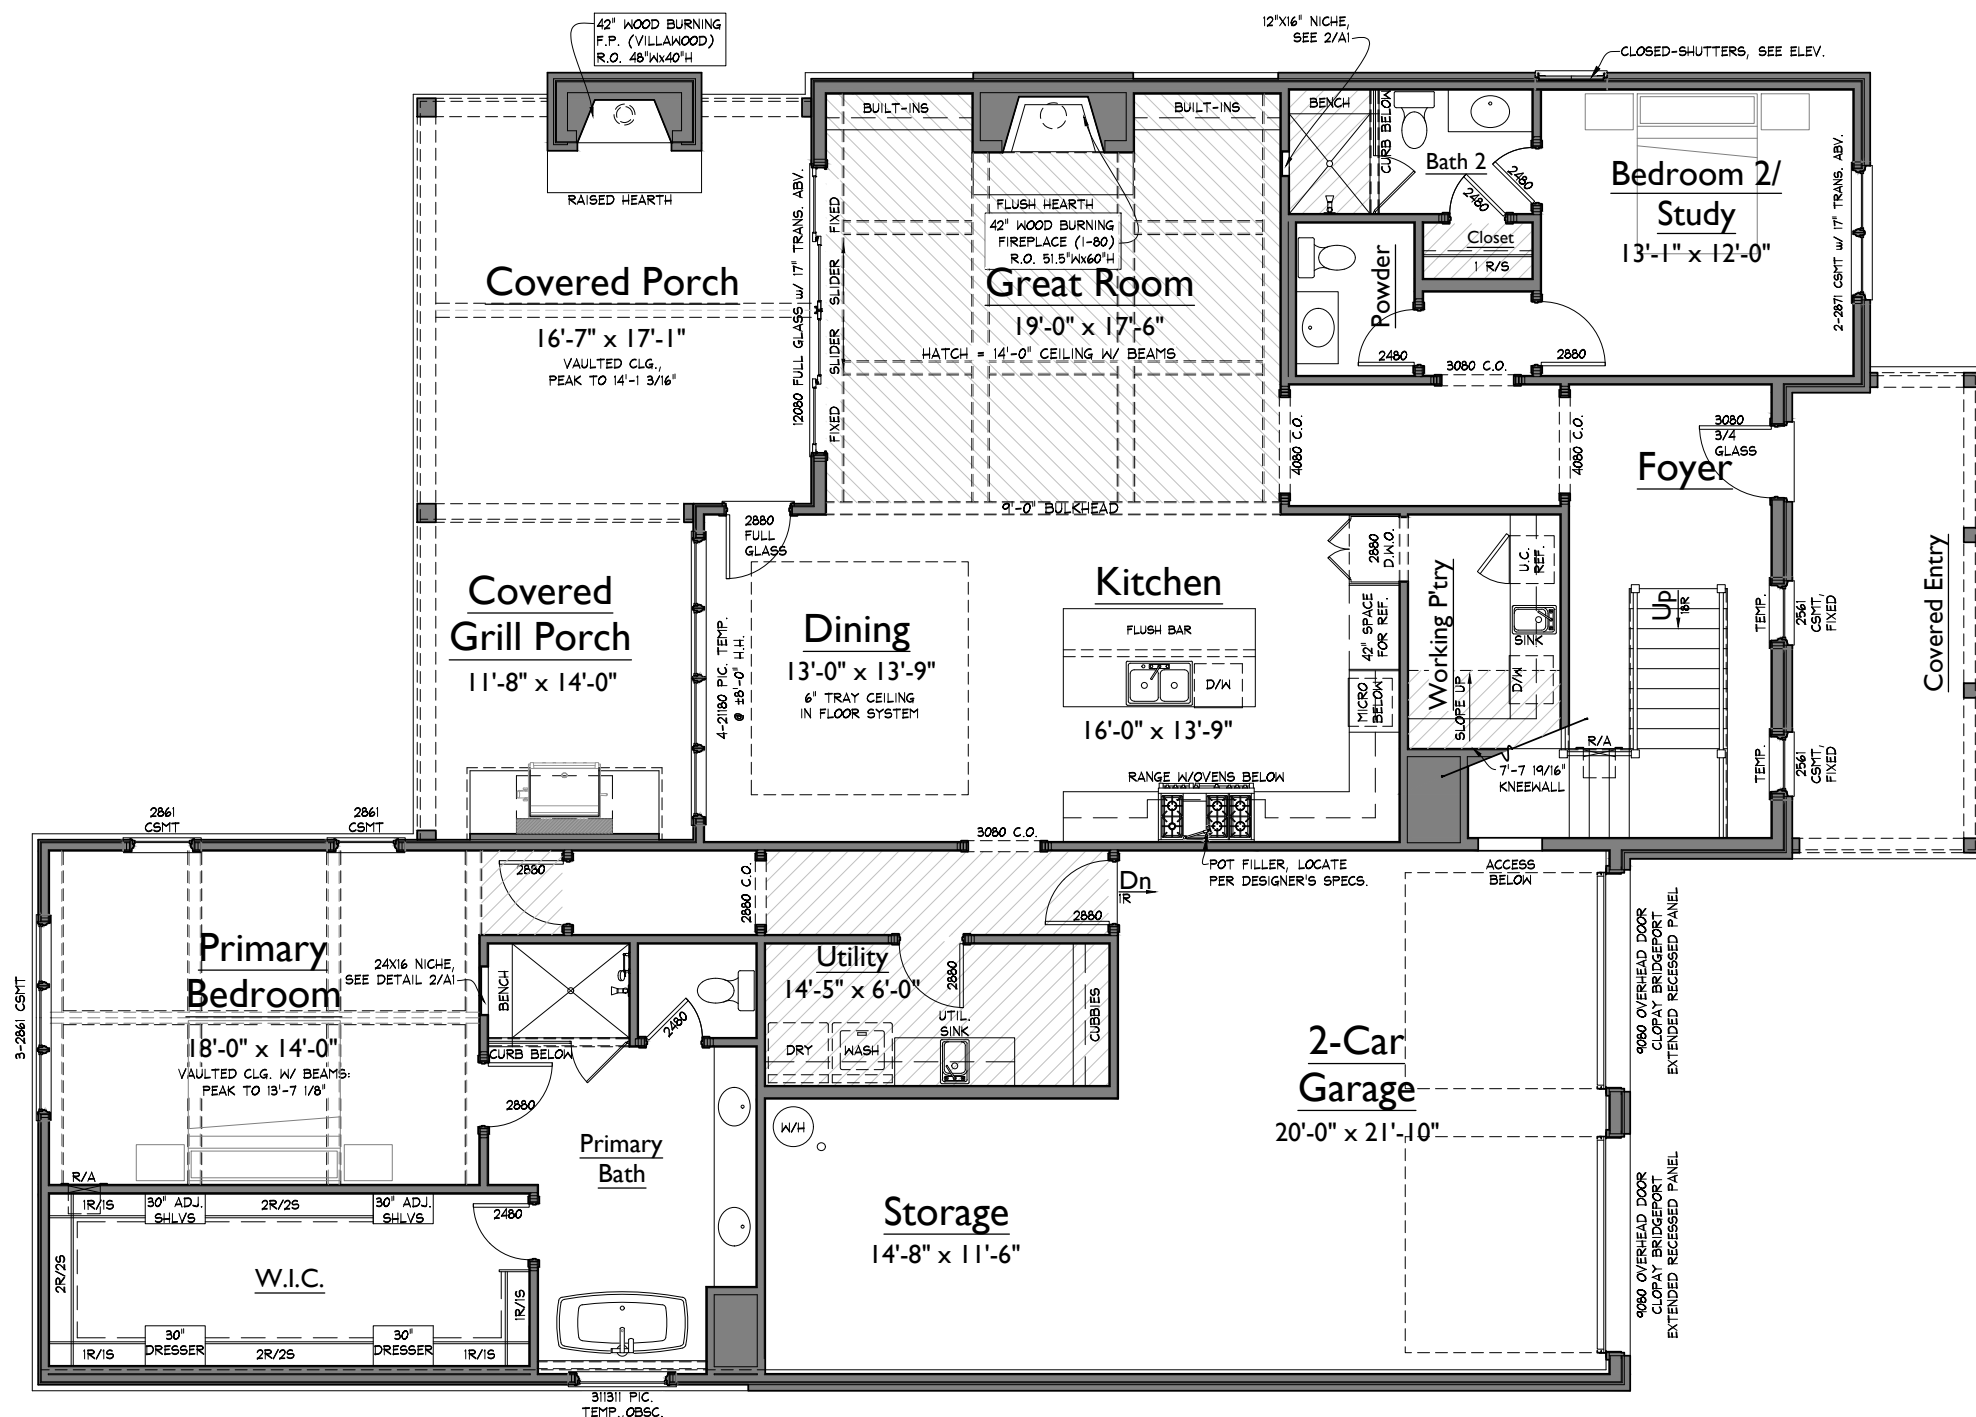 42" WOOD BURNING
F.P. (VILLAWOOD)
R.O. 48"Wx40"H
12"X16" NICHE,
SEE 2/A1
CLOSED-SHUTTERS, SEE ELEV.
BUILT-INS
BUILT-INS
BENCH
CURB BELOW
Bath 2
2480
2480
Bedroom 2/
Study
13'-1" x 12'-0"
2-2871 CSMT w/ 17" TRANS. ABV.
RAISED HEARTH
FLUSH HEARTH
42" WOOD BURNING
FIREPLACE (I-80)
R.O. 51.5"Wx60"H
Closet
1 R/S
Powder
2480
2880
3080 C.O.
Covered Porch
16'-7" x 17'-1"
VAULTED CLG.,
PEAK TO 14'-1 3/16"
12080 FULL GLASS w/ 17" TRANS. ABV.
FIXED
SLIDER
SLIDER
FIXED
Great Room
19'-0" x 17'-6"
HATCH = 14'-0" CEILING W/ BEAMS
9'-0" BULKHEAD
4080 C.O.
4080 C.O.
3080
3/4
GLASS
Foyer
Covered Entry
2880
FULL
GLASS
Covered
Grill Porch
11'-8" x 14'-0"
4-21180 PIC. TEMP.
@ ±8'-0" H.H.
Dining
13'-0" x 13'-9"
6" TRAY CEILING
IN FLOOR SYSTEM
Kitchen
FLUSH BAR
D/W
16'-0" x 13'-9"
RANGE W/OVENS BELOW
2880
D.W.O.
42" SPACE
FOR REF.
MICRO
BELOW
Working P'try
U.C.
REF.
SINK
D/W
SLOPE UP
7'-7 19/16"
KNEEWALL
R/A
UP
18R
TEMP.
2561
CSMT,
FIXED
TEMP.
2561
CSMT,
FIXED
2861
CSMT
2861
CSMT
3080 C.O.
POT FILLER, LOCATE
PER DESIGNER'S SPECS.
ACCESS
BELOW
2880
2880 C.O.
2880
Dn
1R
Primary
Bedroom
18'-0" x 14'-0"
VAULTED CLG. W/ BEAMS:
PEAK TO 13'-7 1/8"
3-2861 CSMT
24X16 NICHE,
SEE DETAIL 2/A1
BENCH
CURB BELOW
2480
2880
Utility
14'-5" x 6'-0"
2880
UTIL.
SINK
DRY
WASH
CUBBIES
W/H
2-Car
Garage
20'-0" x 21'-10"
9080 OVERHEAD DOOR
CLOPAY BRIDGEPORT
EXTENDED RECESSED PANEL
9080 OVERHEAD DOOR
CLOPAY BRIDGEPORT
EXTENDED RECESSED PANEL
Primary
Bath
Storage
14'-8" x 11'-6"
R/A
1R/1S
30" ADJ.
SHLVS
2R/2S
30" ADJ.
SHLVS
2480
2R/2S
W.I.C.
1R/1S
1R/1S
30"
DRESSER
2R/2S
30"
DRESSER
1R/1S
311311 PIC.
TEMP., OBSC.